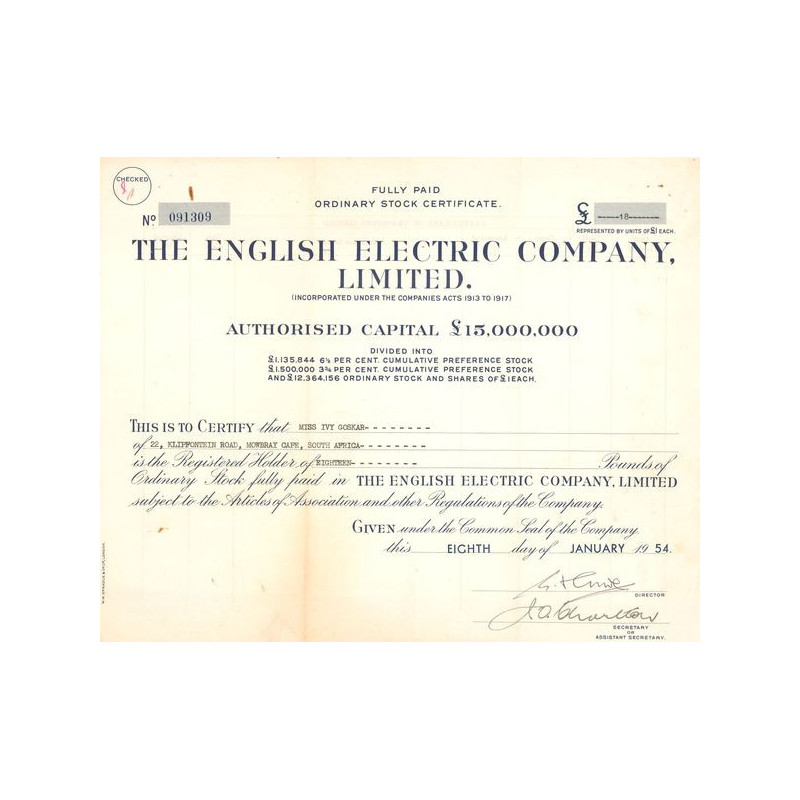 CHECKED
FULLY PAID
ORDINARY STOCK CERTIFICATE.
No 091309
£ -----18-----
REPRESENTED BY UNITS OF £1 EACH.
THE ENGLISH ELECTRIC COMPANY,
LIMITED.
(INCORPORATED UNDER THE COMPANIES ACTS 1913 TO 1917)
AUTHORISED CAPITAL £15,000,000
DIVIDED INTO
£1,135,844 6½ PER CENT. CUMULATIVE PREFERENCE STOCK
£1,500,000 3¾ PER CENT. CUMULATIVE PREFERENCE STOCK
AND £12,364,156 ORDINARY STOCK AND SHARES OF £1 EACH.
THIS IS TO CERTIFY that MISS IVY GOSKAR- - - - - - - -
of 22, KLIPFONTEIN ROAD, MOWBRAY CAPE, SOUTH AFRICA- - - - - - - -
is the Registered Holder of EIGHTEEN- - - - - - - - Pounds of
Ordinary Stock fully paid in THE ENGLISH ELECTRIC COMPANY, LIMITED
subject to the Articles of Association and other Regulations of the Company.
GIVEN under the Common Seal of the Company
this EIGHTH day of JANUARY 1954.
DIRECTOR
SECRETARY
OR
ASSISTANT SECRETARY.